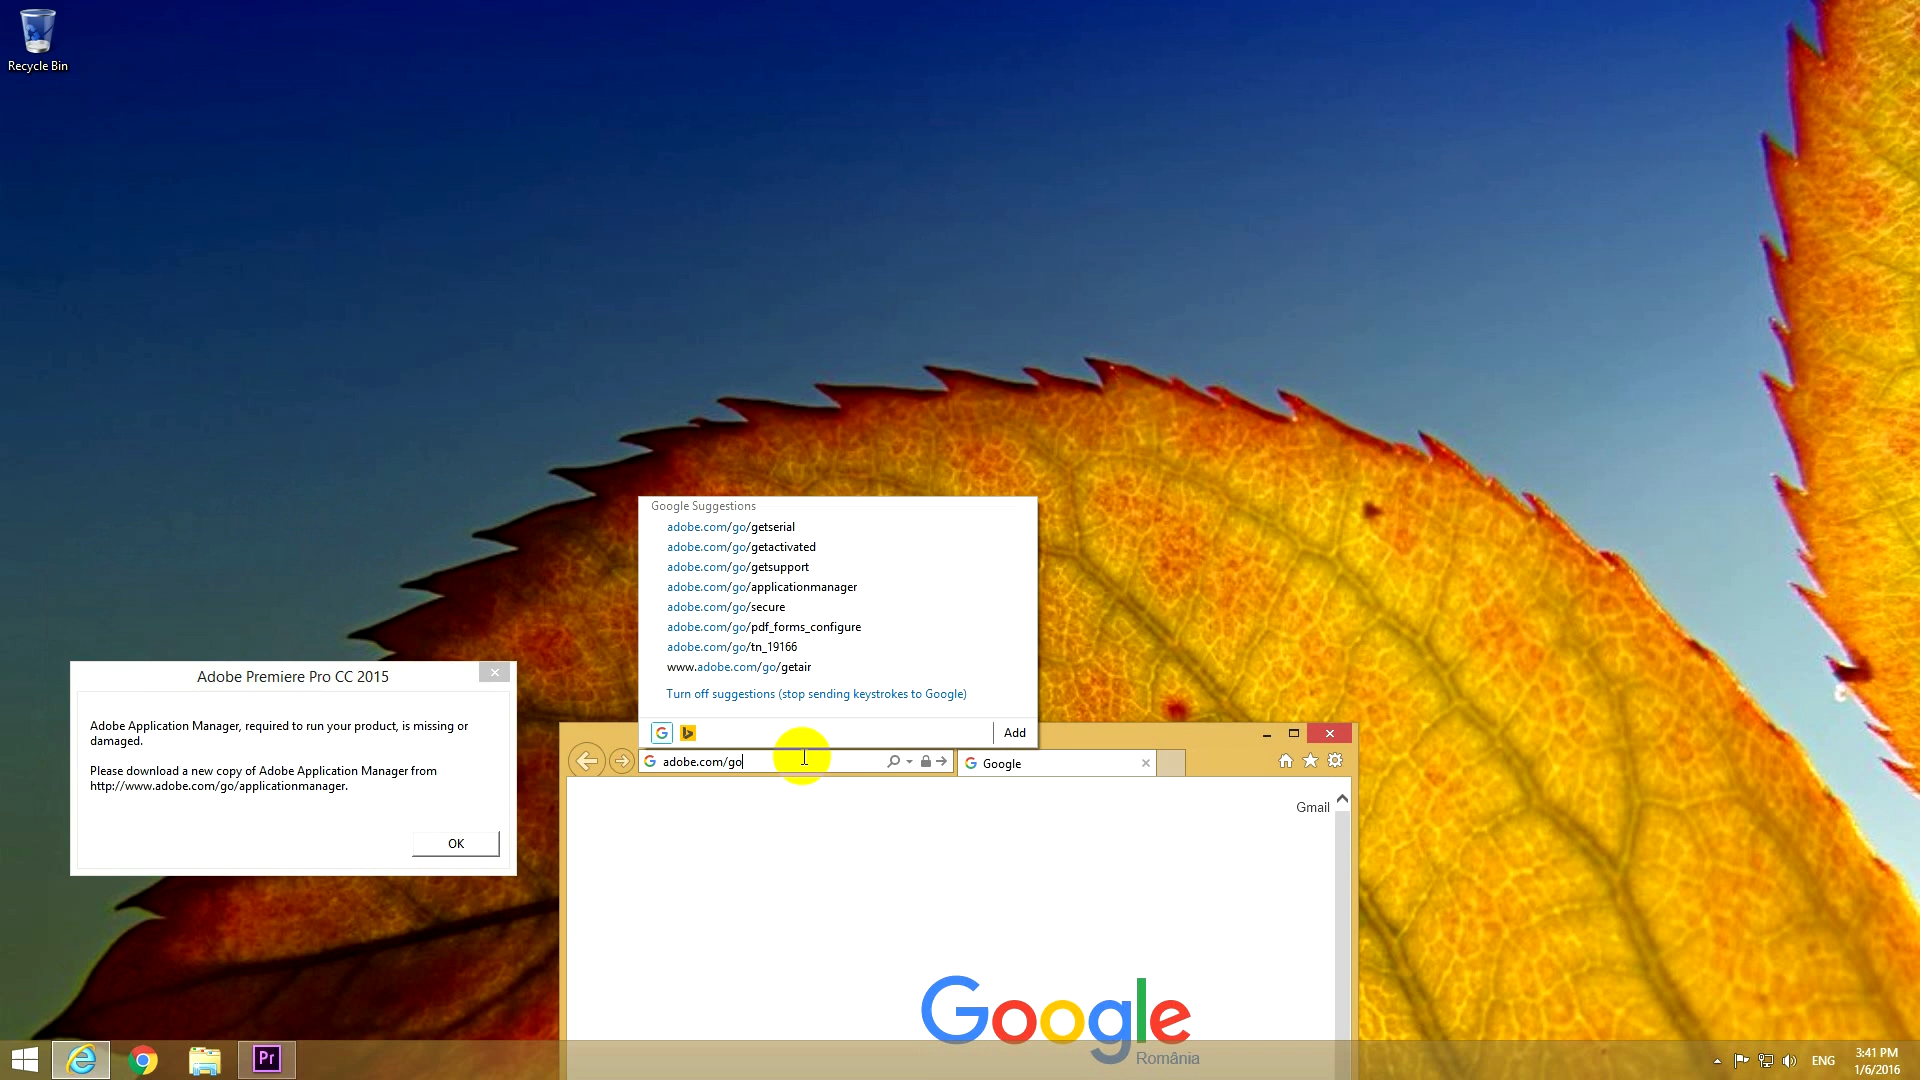 Recycle Bin
Google Suggestions
adobe.com/go/getserial
adobe.com/go/getactivated
adobe.com/go/getsupport
adobe.com/go/applicationmanager
adobe.com/go/secure
adobe.com/go/pdf_forms_configure
adobe.com/go/tn_19166
www.adobe.com/go/getair
Turn off suggestions (stop sending keystrokes to Google)
Add
adobe.com/go
Google
Gmail
Adobe Premiere Pro CC 2015
Adobe Application Manager, required to run your product, is missing or
damaged.
Please download a new copy of Adobe Application Manager from
http://www.adobe.com/go/applicationmanager.
OK
Google
România
Pr
ENG
3:41 PM
1/6/2016